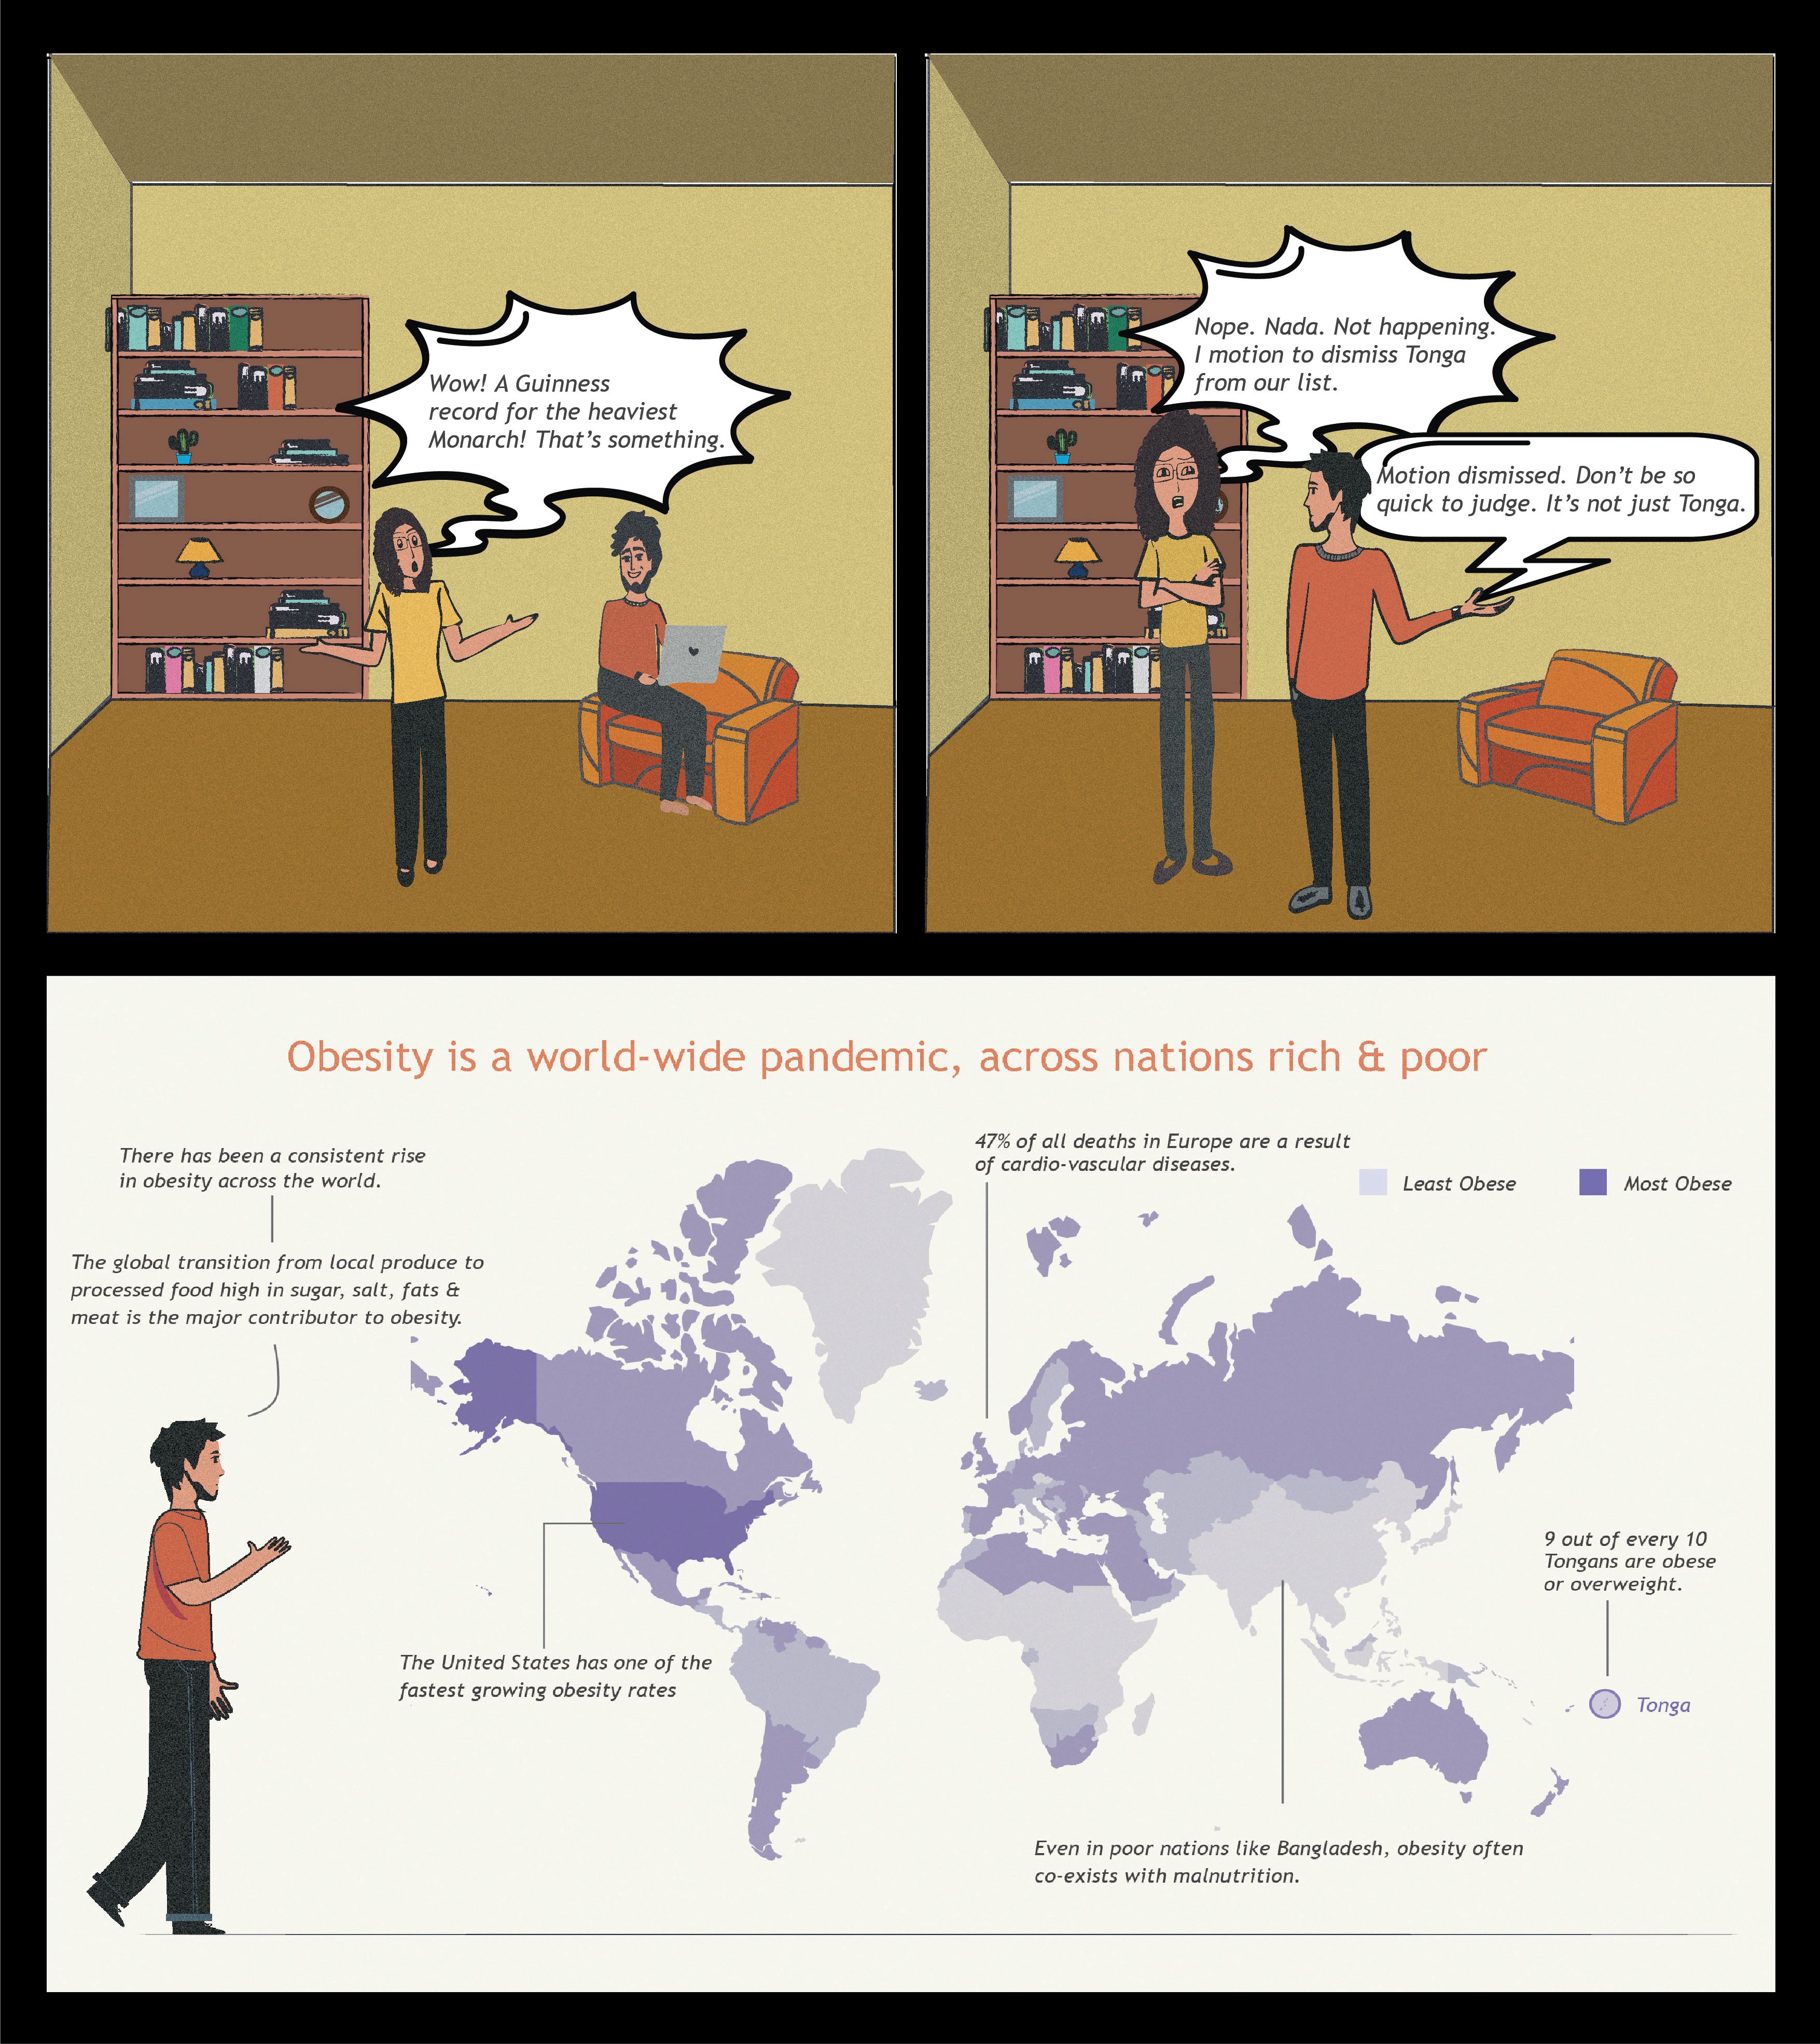 Wow! A Guinness
record for the heaviest
Monarch! That's something.
Nope. Nada. Not happening.
I motion to dismiss Tonga
from our list.
Motion dismissed. Don't be so
quick to judge. It's not just Tonga.
Obesity is a world-wide pandemic, across nations rich & poor
There has been a consistent rise
in obesity across the world.
The global transition from local produce to
processed food high in sugar, salt, fats &
meat is the major contributor to obesity.
47% of all deaths in Europe are a result
of cardio-vascular diseases.
Least Obese
Most Obese
The United States has one of the
fastest growing obesity rates
9 out of every 10
Tongans are obese
or overweight.
Tonga
Even in poor nations like Bangladesh, obesity often
co-exists with malnutrition.